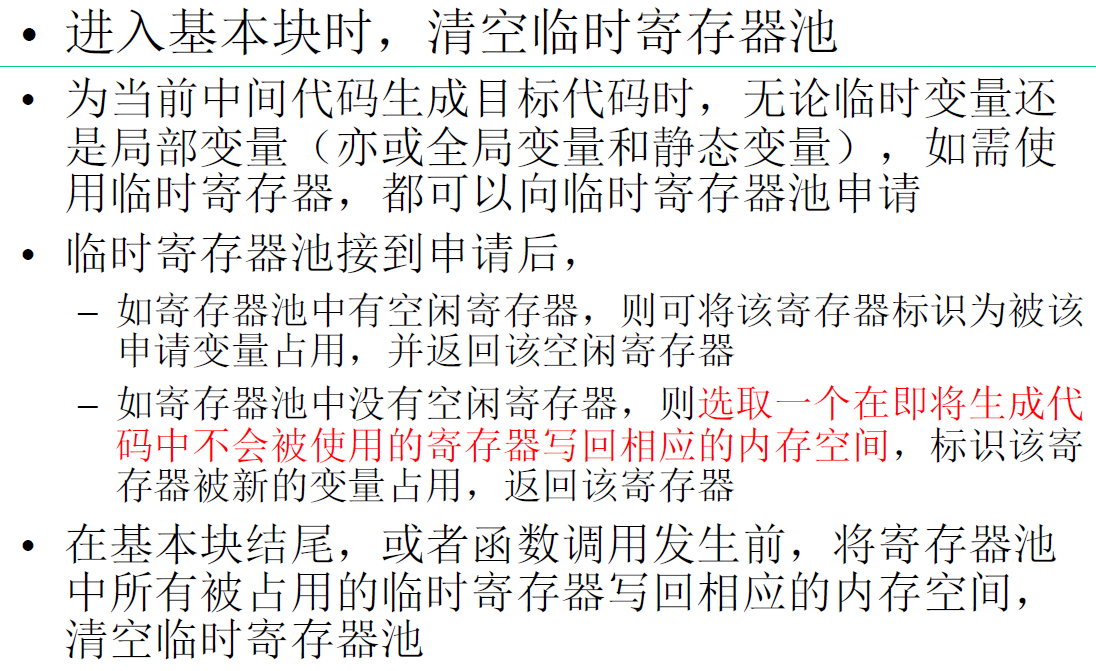 • 进入基本块时，清空临时寄存器池
• 为当前中间代码生成目标代码时，无论临时变量还
是局部变量（亦或全局变量和静态变量），如需使
用临时寄存器，都可以向临时寄存器池申请
• 临时寄存器池接到申请后，
– 如寄存器池中有空闲寄存器，则可将该寄存器标识为被该
申请变量占用，并返回该空闲寄存器
– 如寄存器池中没有空闲寄存器，则选取一个在即将生成代
码中不会被使用的寄存器写回相应的内存空间，标识该寄
存器被新的变量占用，返回该寄存器
• 在基本块结尾，或者函数调用发生前，将寄存器池
中所有被占用的临时寄存器写回相应的内存空间，
清空临时寄存器池